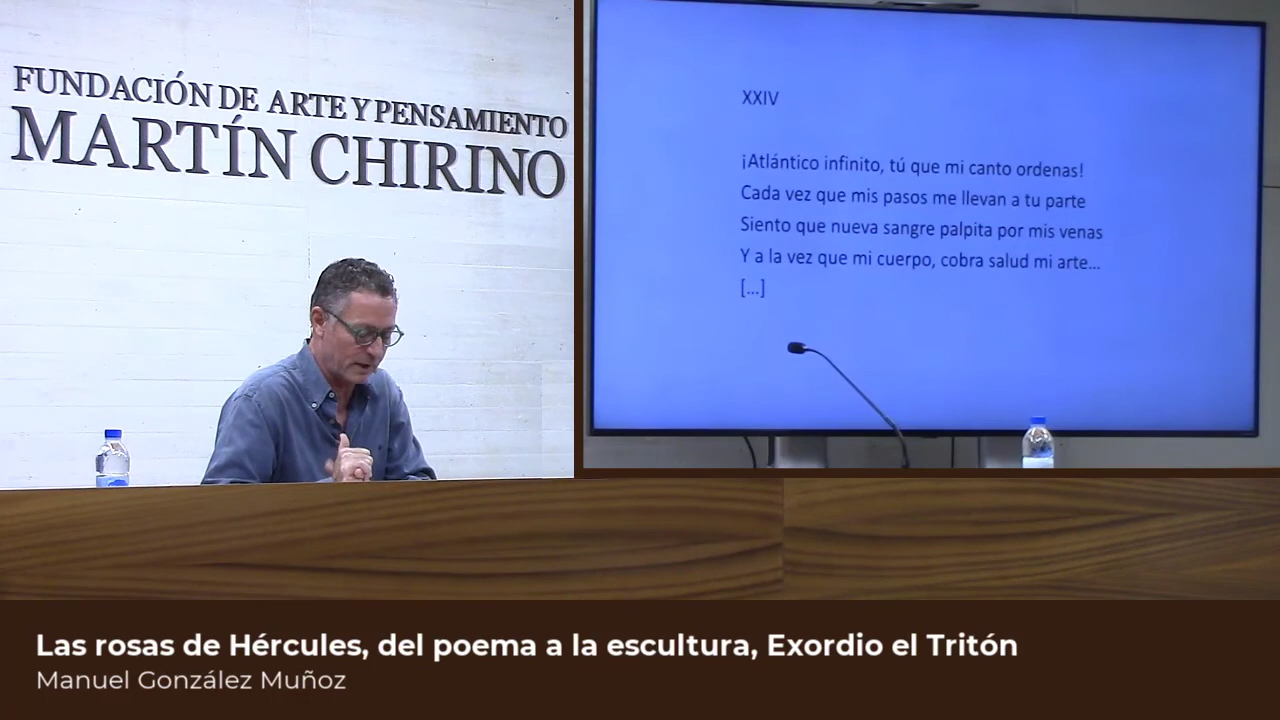 FUNDACIÓN DE ARTE Y PENSAMIENTO
MARTÍN CHIRINO
XXIV
¡Atlántico infinito, tú que mi canto ordenas!
Cada vez que mis pasos me llevan a tu parte
Siento que nueva sangre palpita por mis venas
Y a la vez que mi cuerpo, cobra salud mi arte...
[...]
Las rosas de Hércules, del poema a la escultura, Exordio el Tritón
Manuel González Muñoz